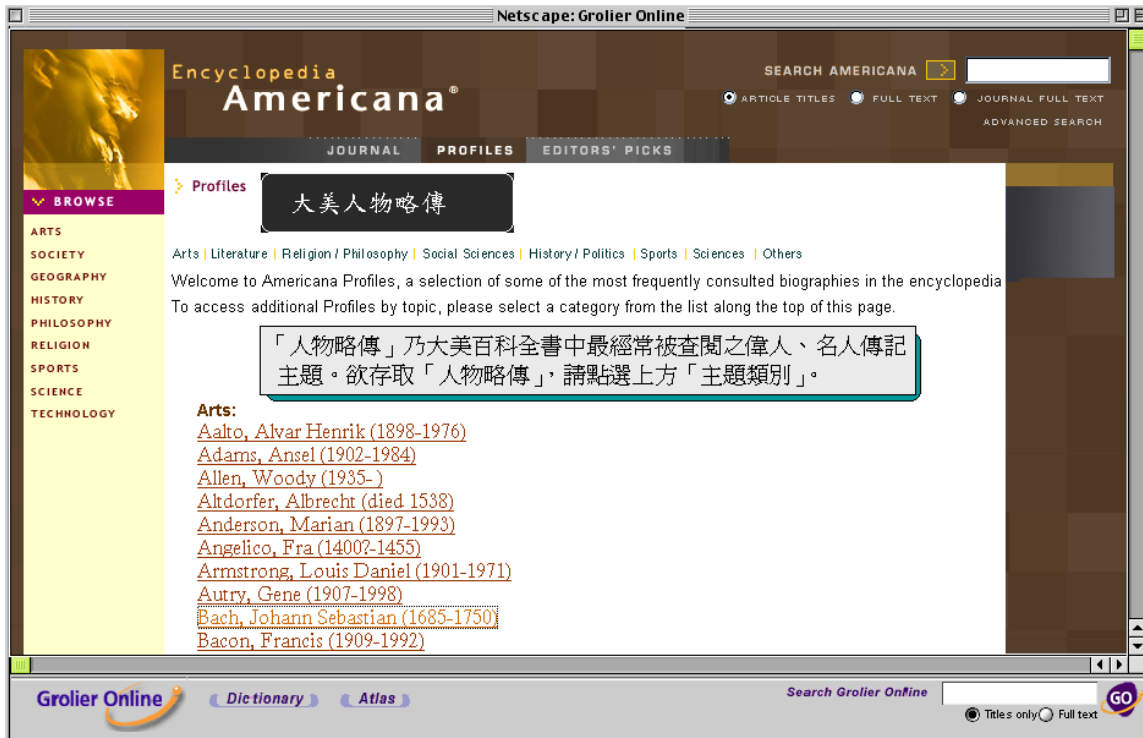 Netscape: Grolier Online
Encyclopedia
Americana®
SEARCH AMERICANA
ARTICLE TITLES FULL TEXT JOURNAL FULL TEXT
ADVANCED SEARCH
JOURNAL PROFILES EDITORS' PICKS
BROWSE
ARTS
SOCIETY
GEOGRAPHY
HISTORY
PHILOSOPHY
RELIGION
SPORTS
SCIENCE
TECHNOLOGY
Profiles
大美人物略傳
Arts | Literature | Religion / Philosophy | Social Sciences | History / Politics | Sports | Sciences | Others
Welcome to Americana Profiles, a selection of some of the most frequently consulted biographies in the encyclopedia
To access additional Profiles by topic, please select a category from the list along the top of this page.
「人物略傳」乃大美百科全書中最經常被查閱之偉人、名人傳記
主題。欲存取「人物略傳」，請點選上方「主題類別」。
Arts:
Aalto, Alvar Henrik (1898-1976)
Adams, Ansel (1902-1984)
Allen, Woody (1935- )
Altdorfer, Albrecht (died 1538)
Anderson, Marian (1897-1993)
Angelico, Fra (1400?-1455)
Armstrong, Louis Daniel (1901-1971)
Autry, Gene (1907-1998)
Bach, Johann Sebastian (1685-1750)
Bacon, Francis (1909-1992)
Grolier Online
Dictionary
Atlas
Search Grolier Online
GO
Titles only Full text